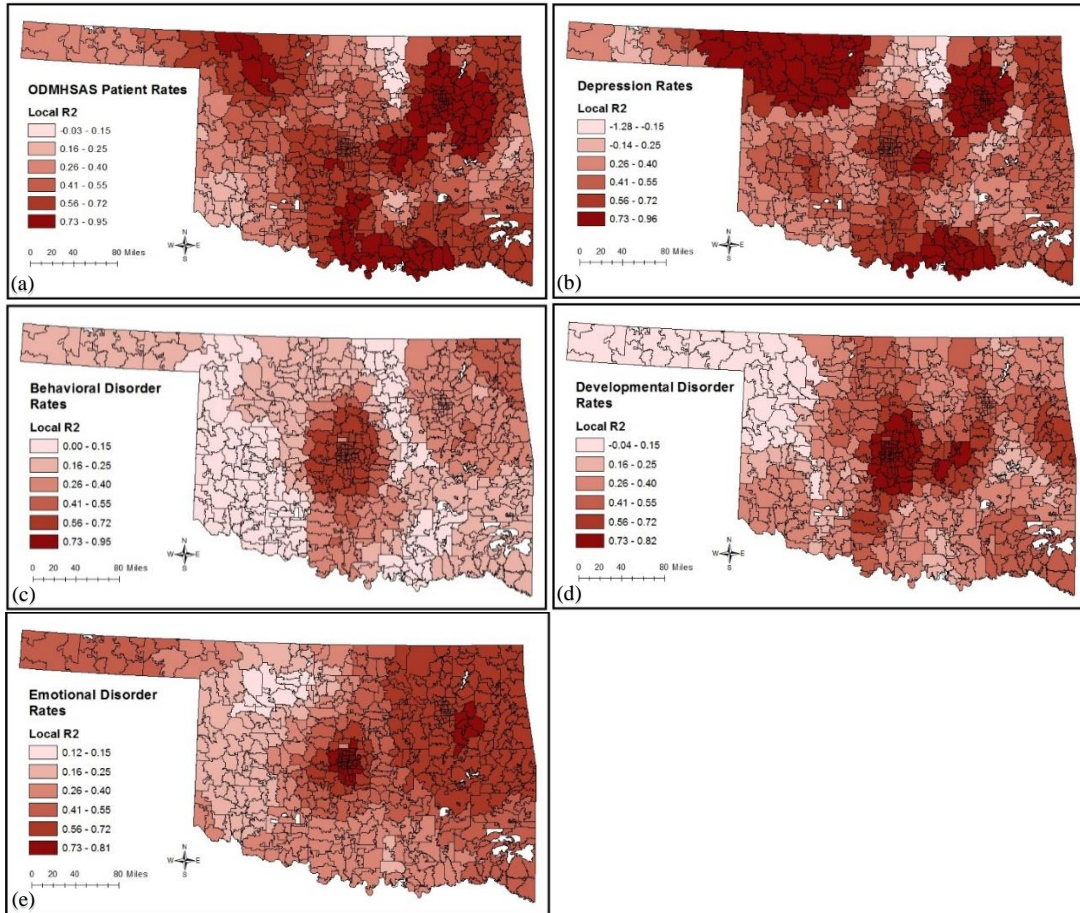 ODMHSAS Patient Rates
Local R2
-0.03 - 0.15
0.16 - 0.25
0.26 - 0.40
0.41 - 0.55
0.56 - 0.72
0.73 - 0.95
0 20 40 80 Miles
N
W E
S
(a)
Depression Rates
Local R2
-1.28 - -0.15
-0.14 - 0.25
0.26 - 0.40
0.41 - 0.55
0.56 - 0.72
0.73 - 0.96
0 20 40 80 Miles
N
W E
S
(b)
Behavioral Disorder
Rates
Local R2
0.00 - 0.15
0.16 - 0.25
0.26 - 0.40
0.41 - 0.55
0.56 - 0.72
0.73 - 0.95
0 20 40 80 Miles
N
W E
S
(c)
Developmental Disorder
Rates
Local R2
-0.04 - 0.15
0.16 - 0.25
0.26 - 0.40
0.41 - 0.55
0.56 - 0.72
0.73 - 0.82
0 20 40 80 Miles
N
W E
S
(d)
Emotional Disorder
Rates
Local R2
0.12 - 0.15
0.16 - 0.25
0.26 - 0.40
0.41 - 0.55
0.56 - 0.72
0.73 - 0.81
0 20 40 80 Miles
N
W E
S
(e)